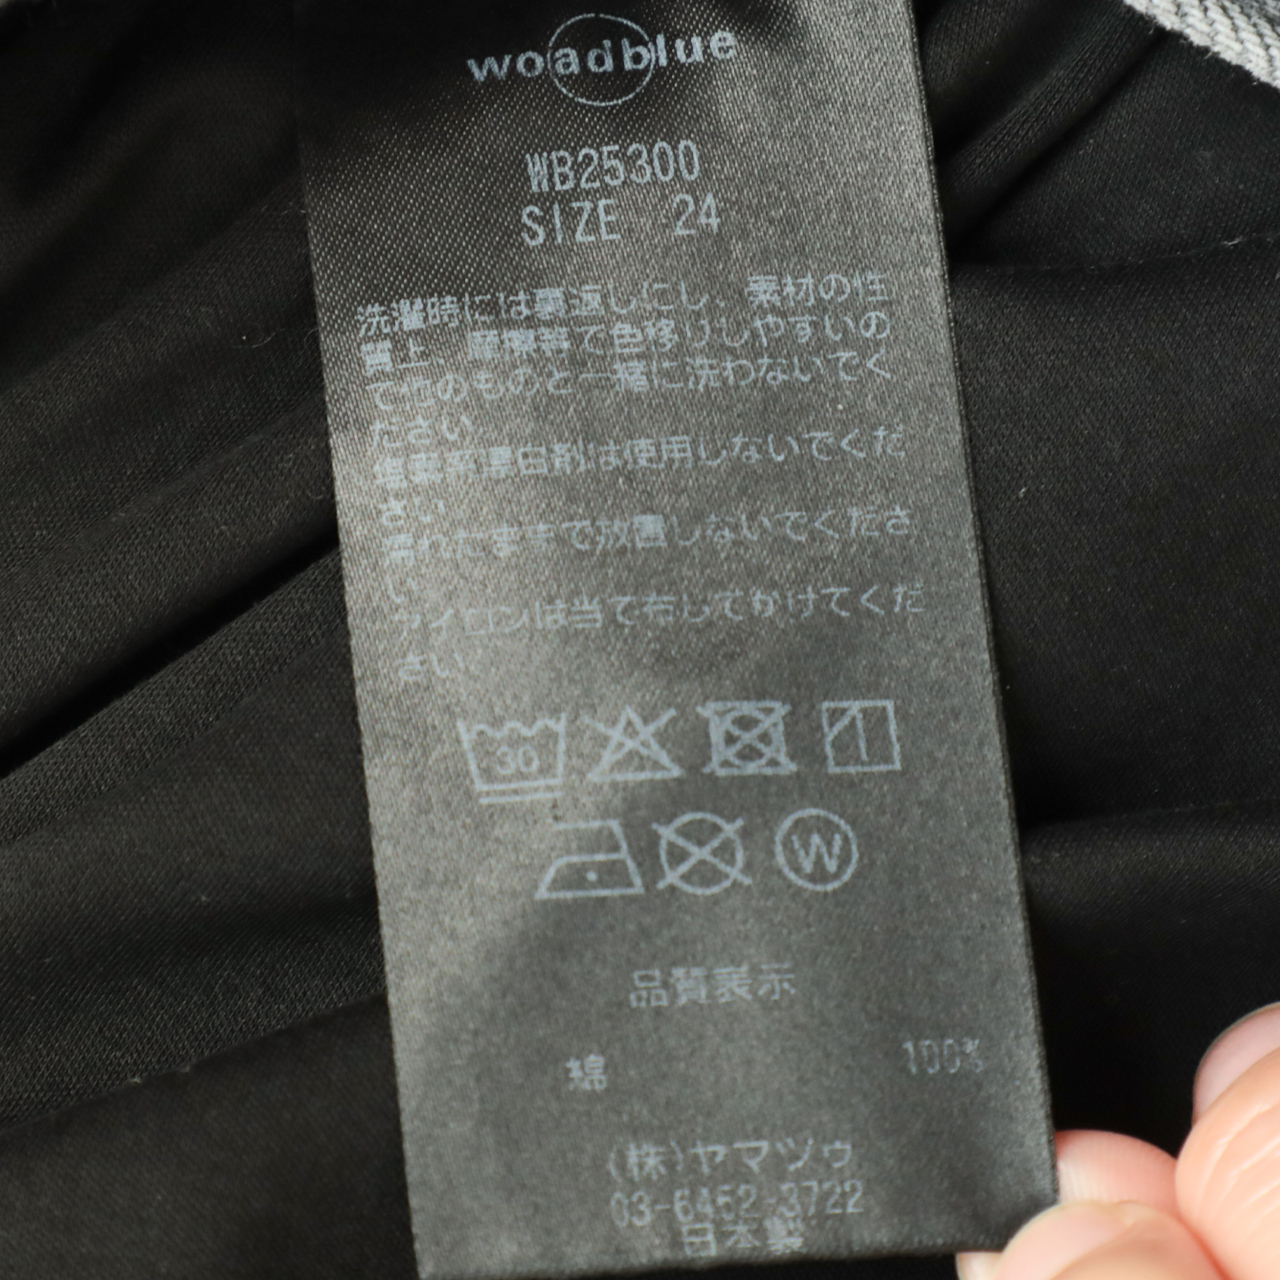 woadblue
WB25300
SIZE 24
洗濯時には裏返しにし、素材の性
質上、摩擦等で色移りしやすいの
で他のものと一緒に洗わないでく
ださい
塩素系漂白剤は使用しないでくだ
さい
濡れたままで放置しないでくださ
い
アイロンは当て布してかけてくだ
さい
30
W
品質表示
綿 100%
(株)ヤマツゥ
03-6452-3722
日本製